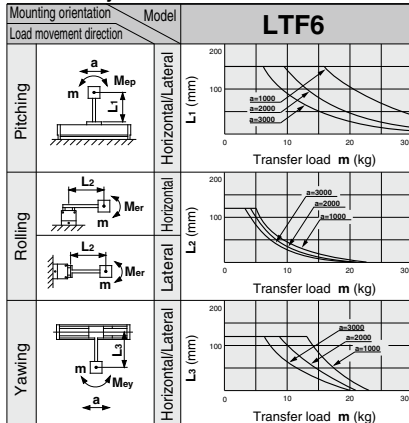 Mounting orientation
Model
Load movement direction
LTF6
Pitching
a
Mep
m
L1
Horizontal/Lateral
L1 (mm)
200
100
0
10
20
300
a=1000
a=2000
a=3000
Transfer load m (kg)
Rolling
L2
Mer
m
Horizontal
L2
Mer
m
Lateral
L2 (mm)
200
100
0
10
20
300
a=3000
a=2000
a=1000
Transfer load m (kg)
Yawing
L3
m
Mey
a
Horizontal/Lateral
L3 (mm)
200
100
0
10
20
300
a=3000
a=2000
a=1000
Transfer load m (kg)